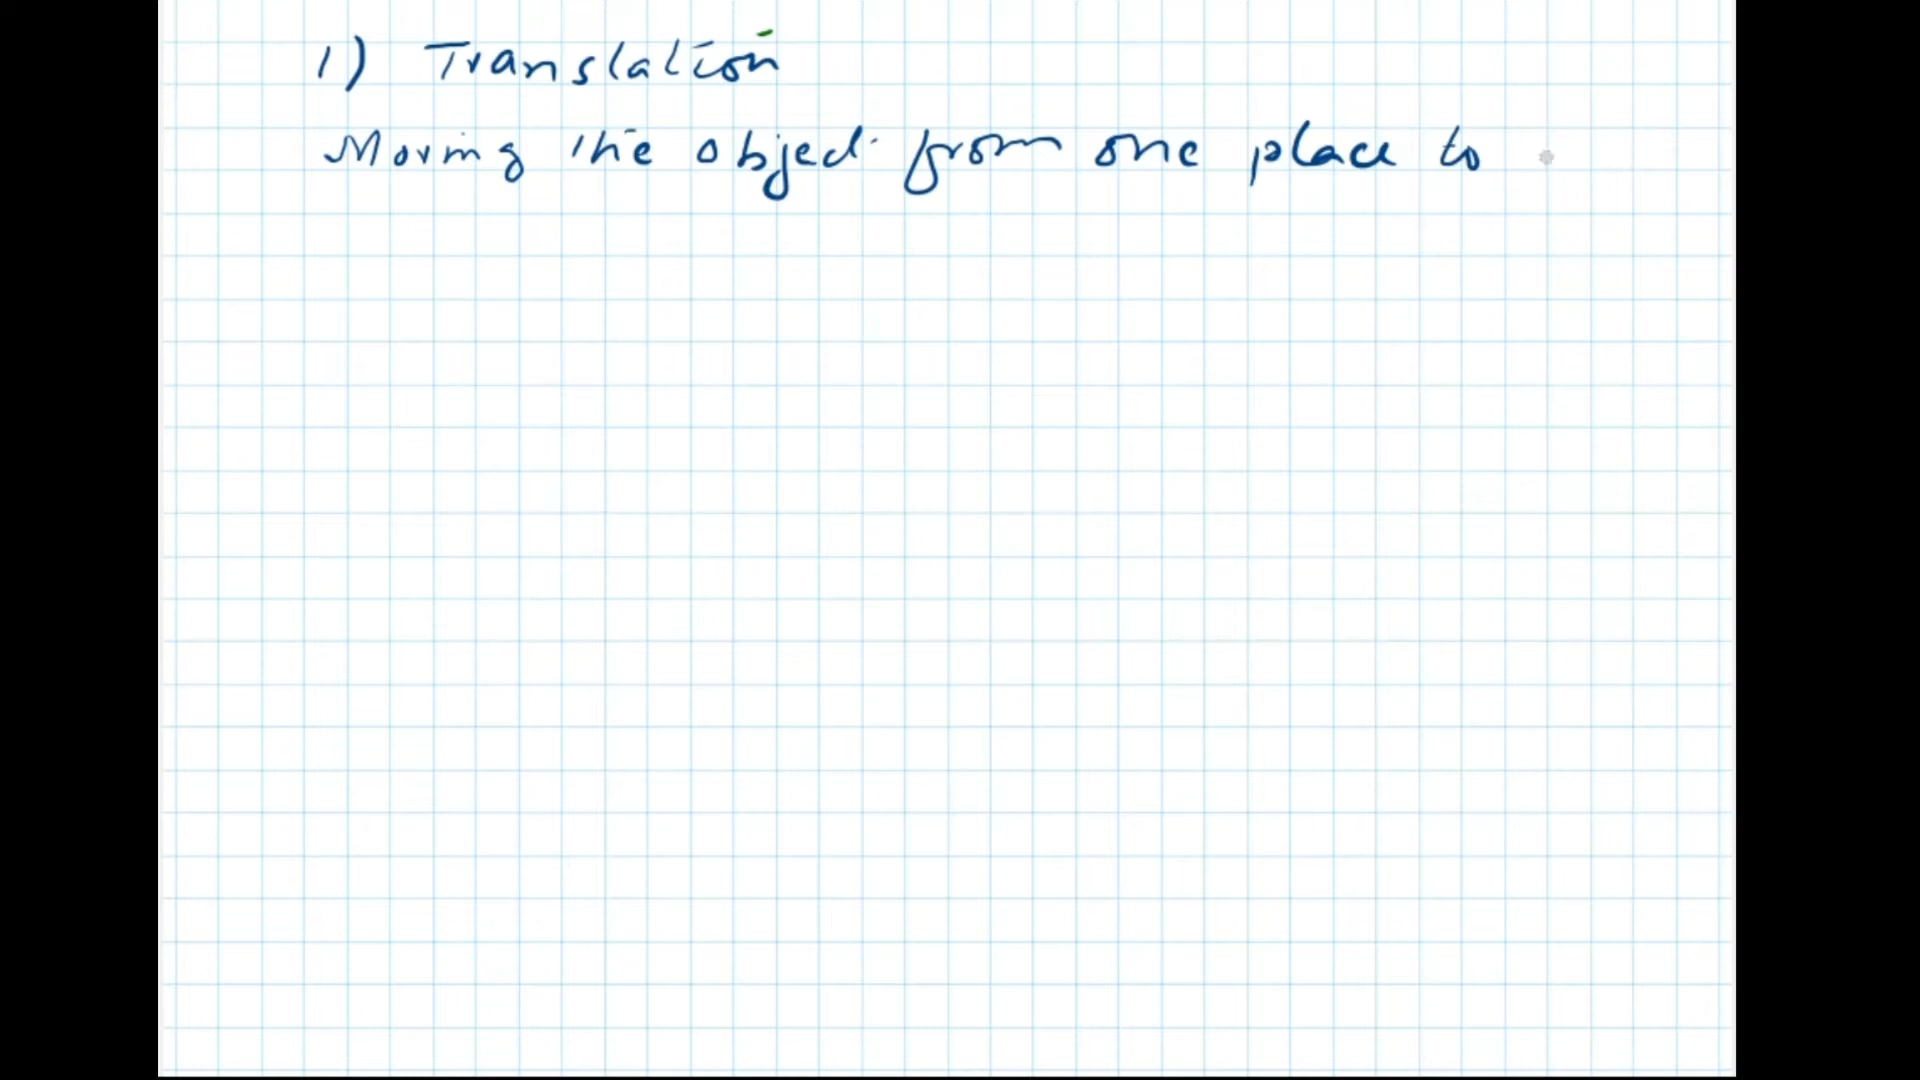 1) Translation
Moving the object from one place to